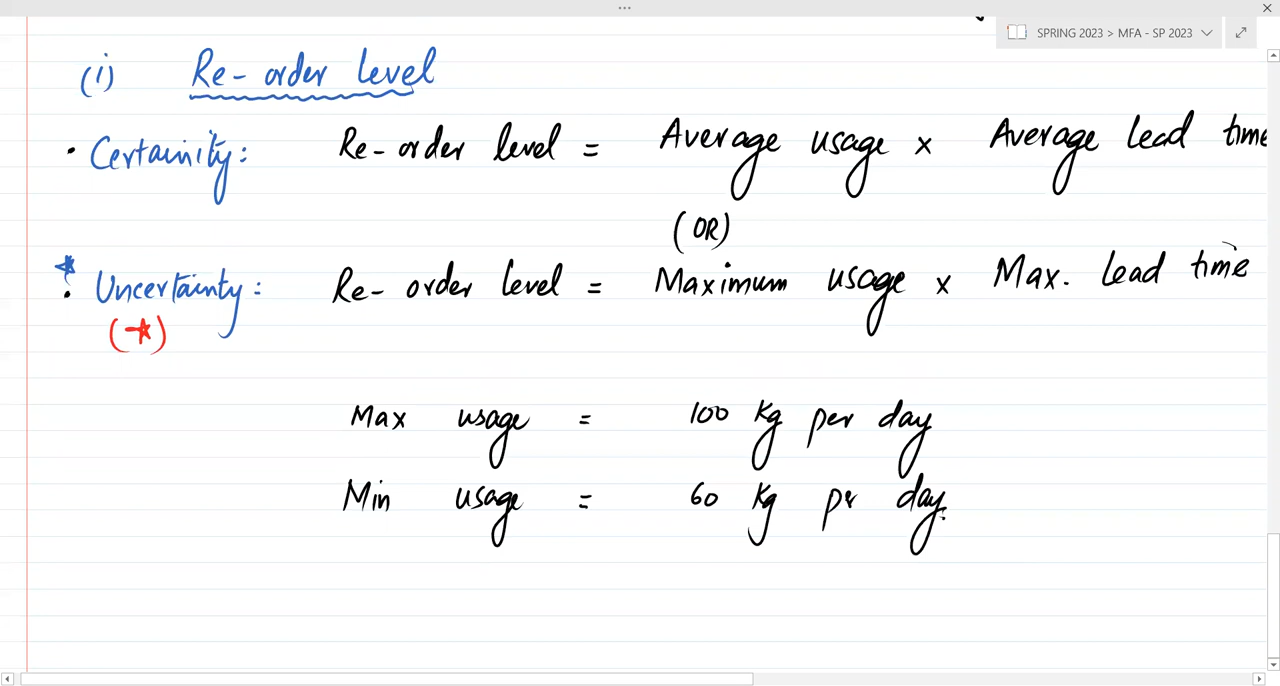 SPRING 2023 > MFA - SP 2023
(i) Re-order level
• Certainity: Re-order level = Average usage x Average Lead time
(OR)
* Uncertainty: Re-order level = Maximum usage x Max. Lead time
(*)
Max usage = 100 Kg per day
Min usage = 60 Kg per day.